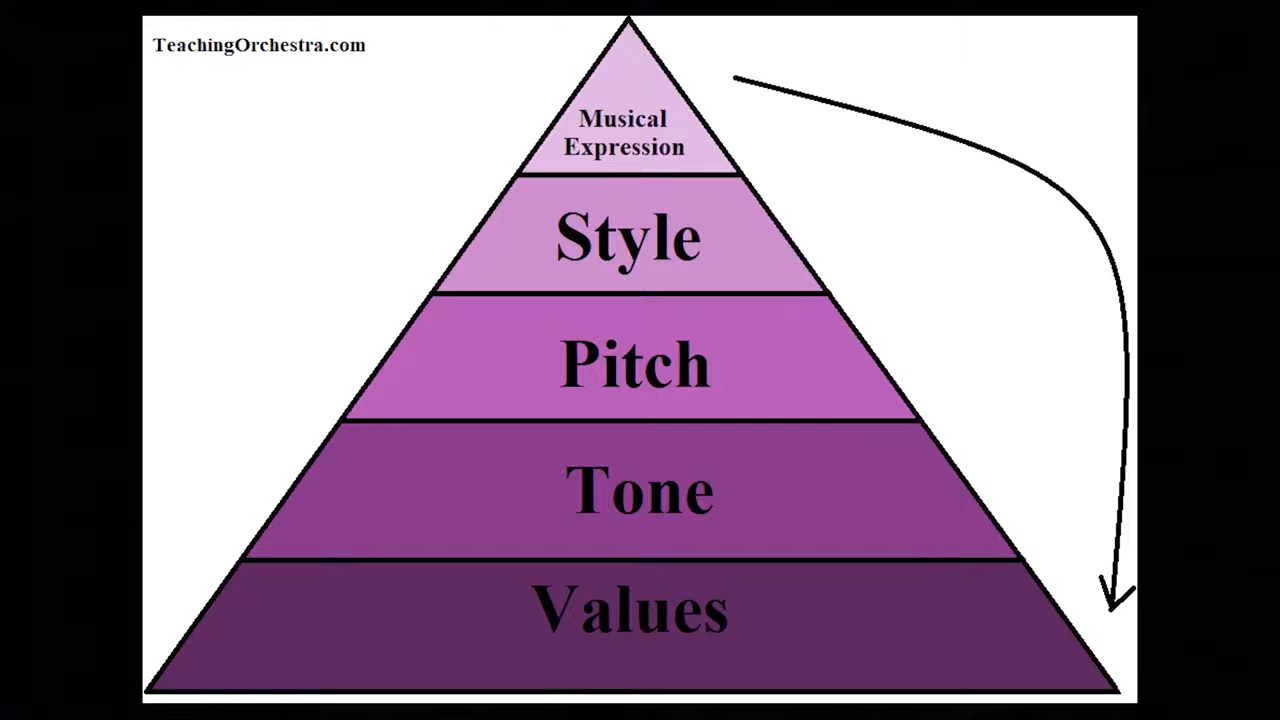 TeachingOrchestra.com
Musical
Expression
Style
Pitch
Tone
Values